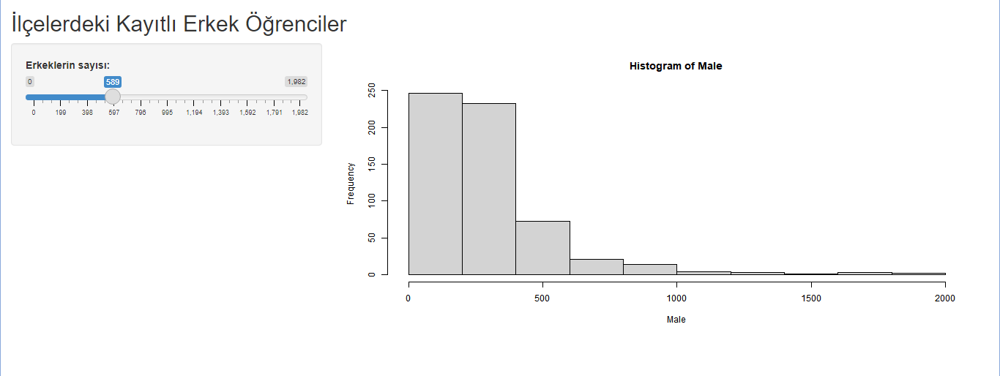 İlçelerdeki Kayıtlı Erkek Öğrenciler
Erkeklerin sayısı:
0 589 1,982
0 199 398 597 796 995 1,194 1,393 1,592 1,791 1,982
Histogram of Male
Frequency
250
200
150
100
50
0
0 500 1000 1500 2000
Male